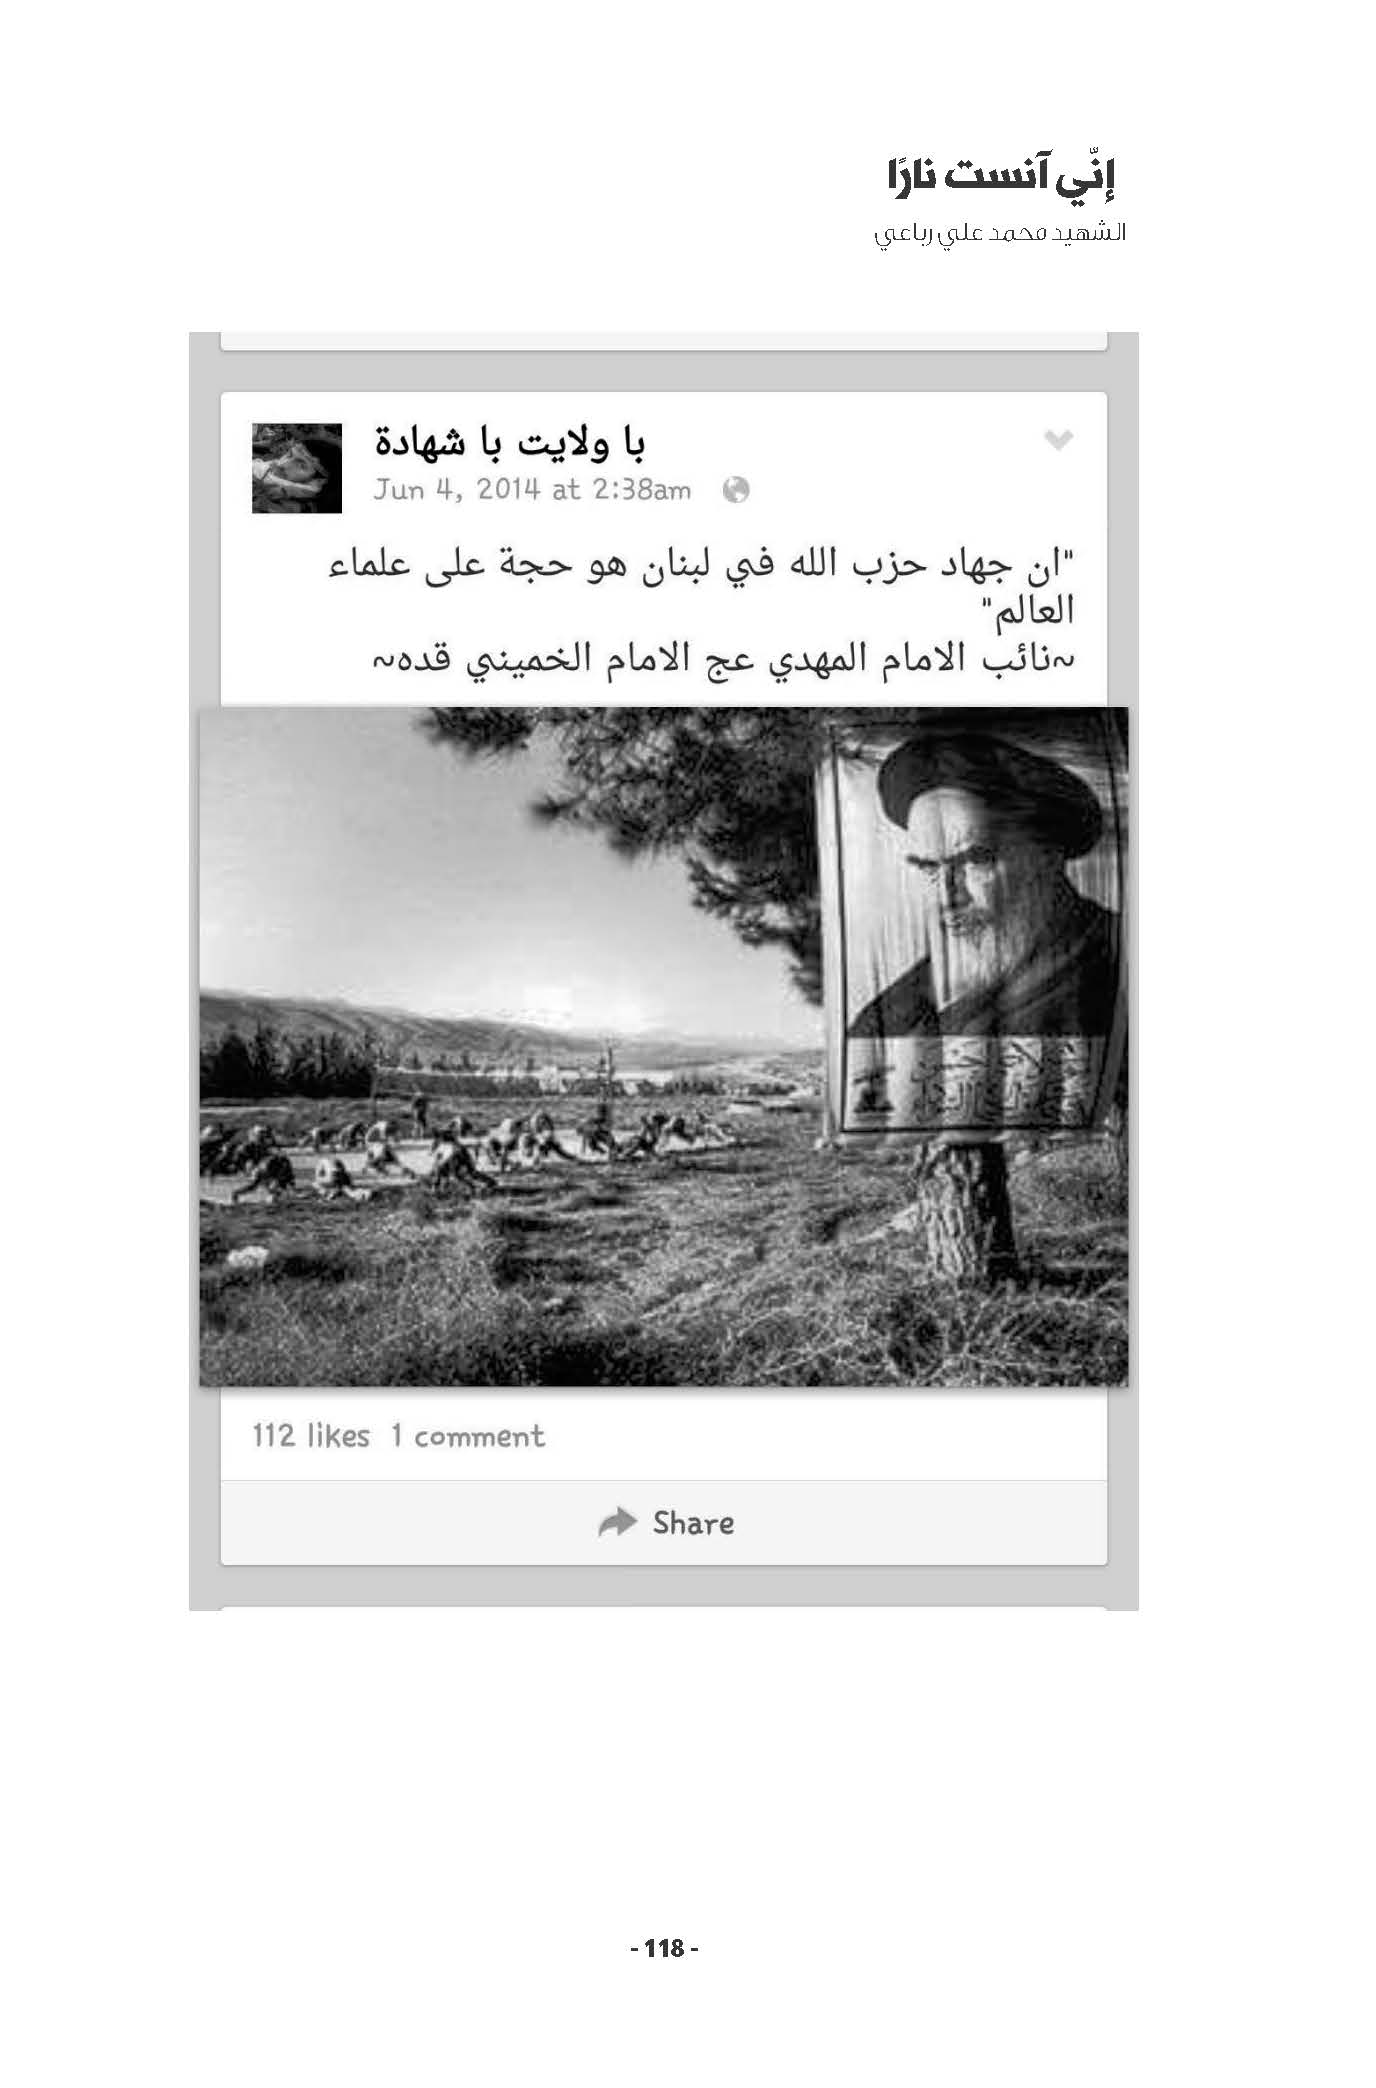 إنّي آنست نارًا
الشهيد محمد علي رباعي
با ولايت با شهادة
Jun 4, 2014 at 2:38am
"ان جهاد حزب الله في لبنان هو حجة على علماء
العالم"
~نائب الامام المهدي عج الامام الخميني قده~
112 likes 1 comment
Share
- 118 -